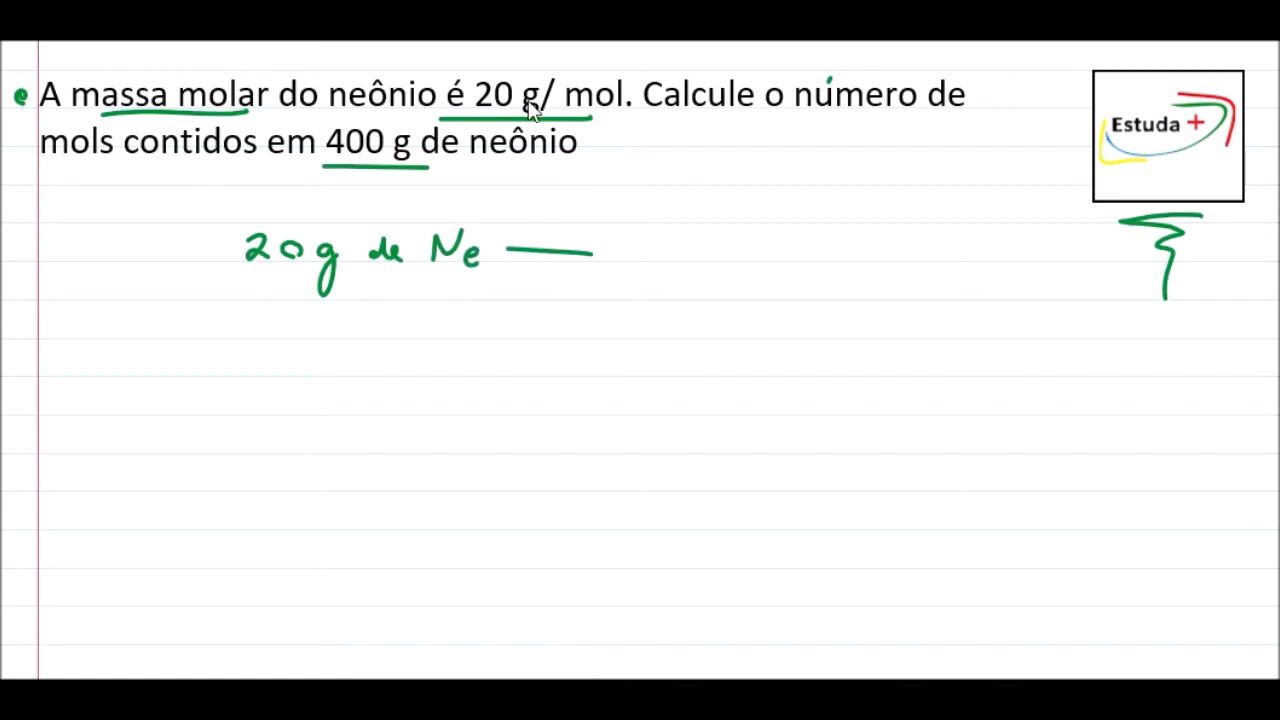 A massa molar do neônio é 20 g/ mol. Calcule o número de
mols contidos em 400 g de neônio
Estuda +
20g de Ne